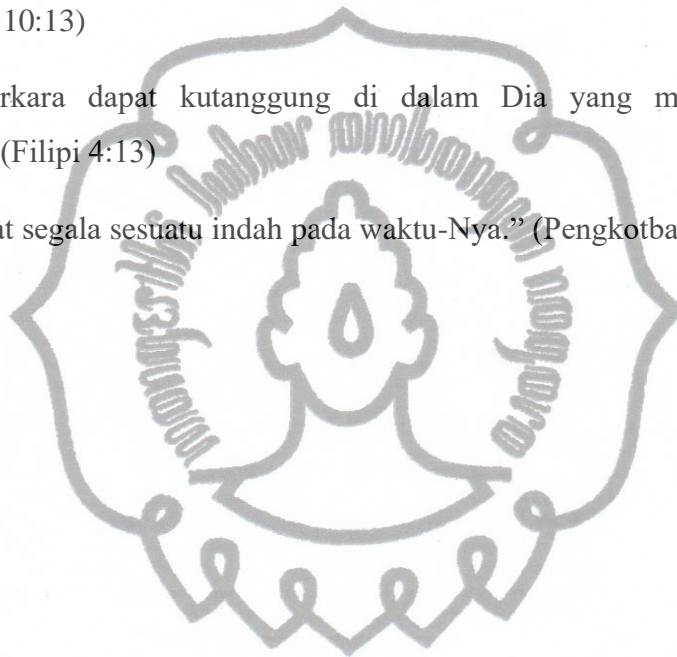 10:13)
rkara dapat kutanggung di dalam Dia yang m
(Filipi 4:13)
at segala sesuatu indah pada waktu-Nya.” (Pengkotba